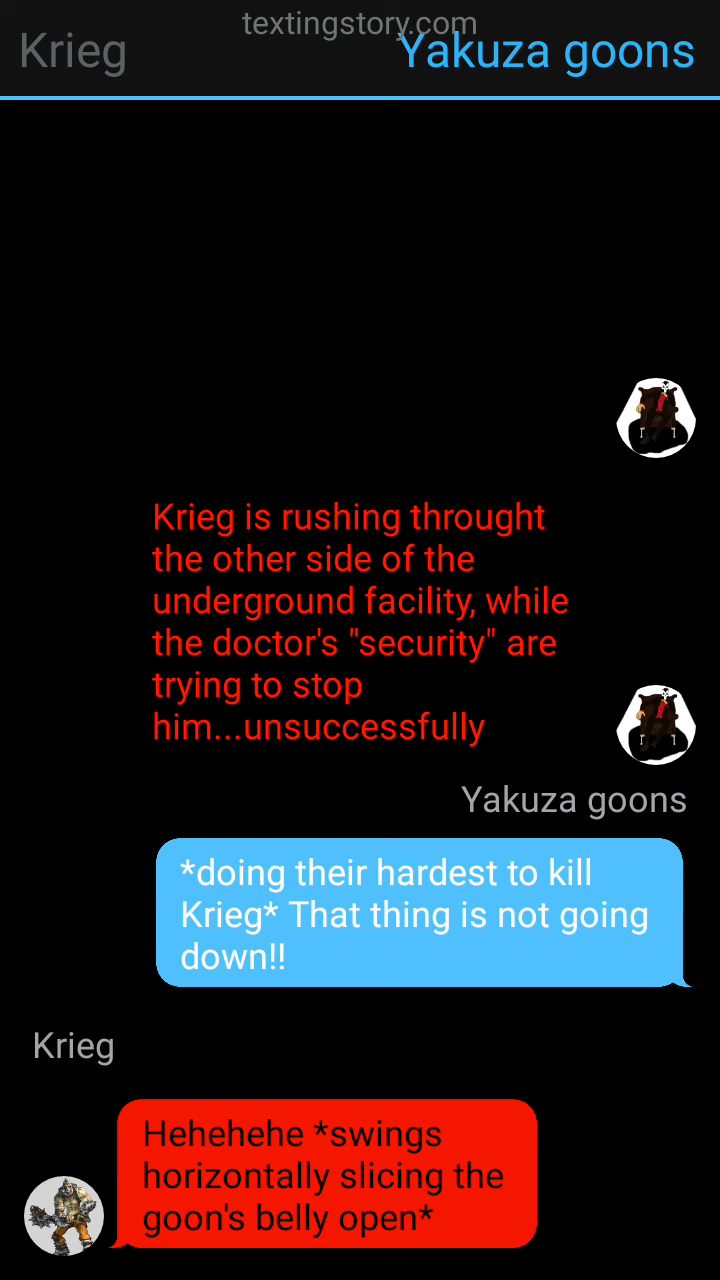 textingstory.com
Krieg
Yakuza goons
Krieg is rushing throught
the other side of the
underground facility, while
the doctor's "security" are
trying to stop
him...unsuccessfully
Yakuza goons
*doing their hardest to kill
Krieg* That thing is not going
down!!
Krieg
Hehehehe *swings
horizontally slicing the
goon's belly open*